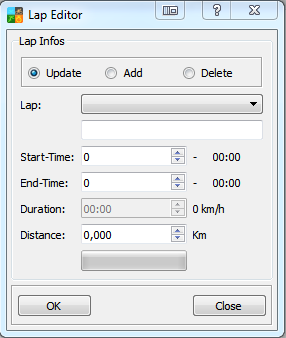 Lap Editor
Lap Infos
Update Add Delete
Lap:
Start-Time: 0 - 00:00
End-Time: 0 - 00:00
Duration: 00:00 0 km/h
Distance: 0,000 Km
OK Close